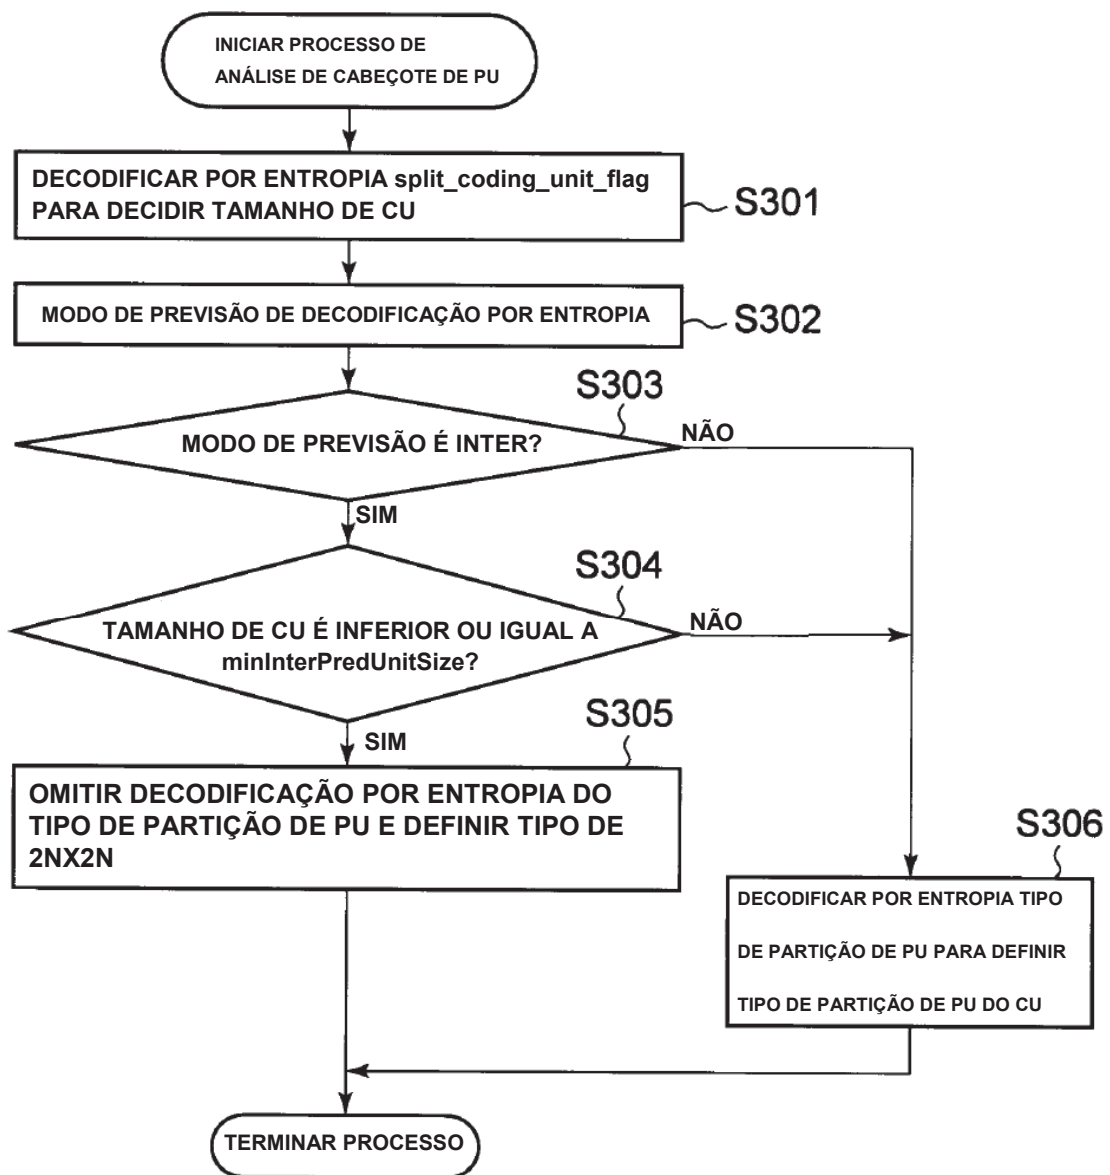 INICIAR PROCESSO DE
ANÁLISE DE CABEÇOTE DE PU
DECODIFICAR POR ENTROPIA split_coding_unit_flag
PARA DECIDIR TAMANHO DE CU
S301
MODO DE PREVISÃO DE DECODIFICAÇÃO POR ENTROPIA
S302
S303
MODO DE PREVISÃO É INTER?
NÃO
SIM
S304
TAMANHO DE CU É INFERIOR OU IGUAL A
minInterPredUnitSize?
NÃO
SIM
S305
OMITIR DECODIFICAÇÃO POR ENTROPIA DO
TIPO DE PARTIÇÃO DE PU E DEFINIR TIPO DE
2NX2N
S306
DECODIFICAR POR ENTROPIA TIPO
DE PARTIÇÃO DE PU PARA DEFINIR
TIPO DE PARTIÇÃO DE PU DO CU
TERMINAR PROCESSO